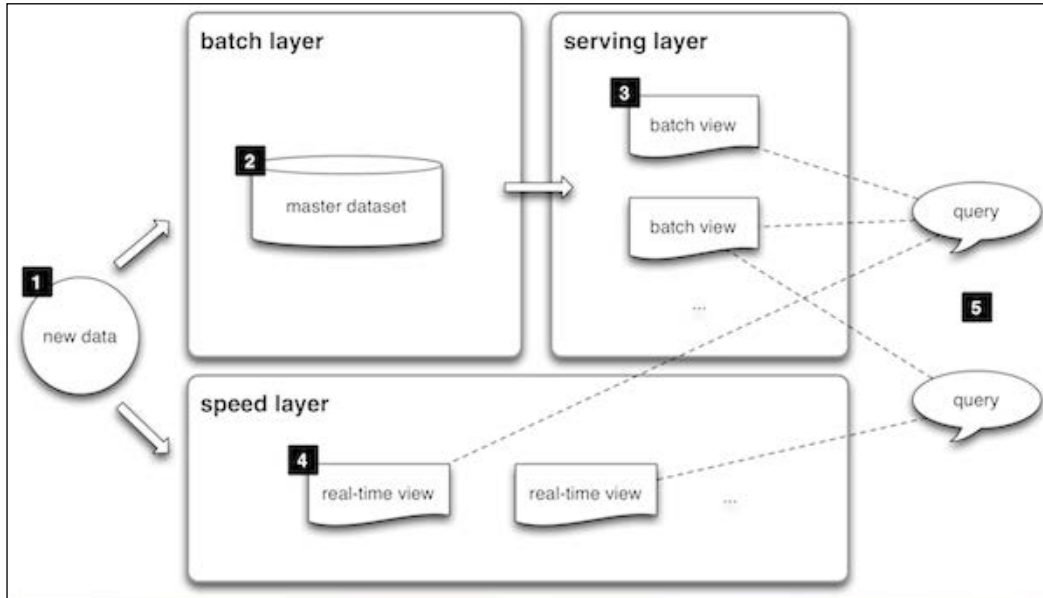 batch layer
serving layer
3
batch view
2
master dataset
batch view
query
1
new data
...
5
speed layer
query
4
real-time view
real-time view
...